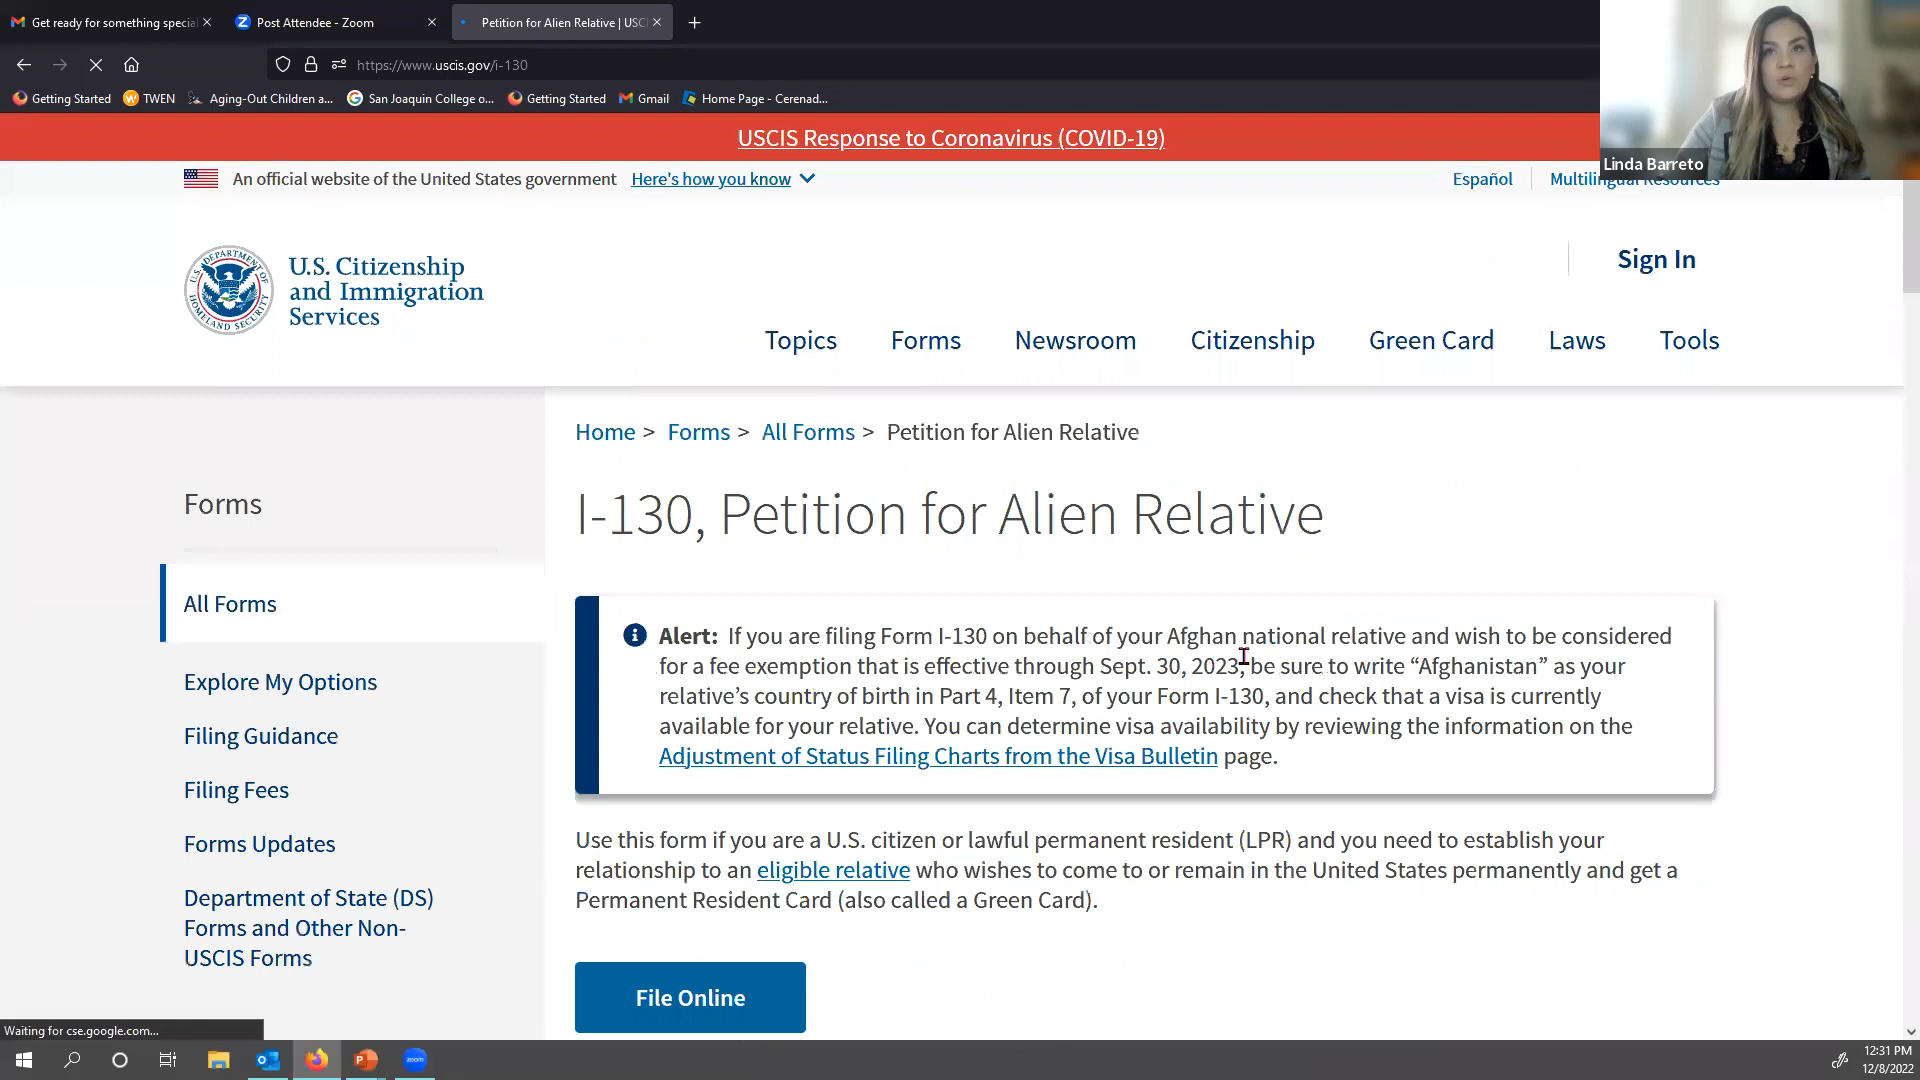 Get ready for something special
Post Attendee - Zoom
Petition for Alien Relative | USC
https://www.uscis.gov/i-130
Getting Started
TWEN
Aging-Out Children a...
San Joaquin College o...
Getting Started
Gmail
Home Page - Cerenad...
USCIS Response to Coronavirus (COVID-19)
An official website of the United States government Here's how you know
Español
Multilingual Resources
Linda Barreto
U.S. DEPARTMENT OF HOMELAND SECURITY
U.S. Citizenship
and Immigration
Services
Sign In
Topics Forms Newsroom Citizenship Green Card Laws Tools
Home > Forms > All Forms > Petition for Alien Relative
I-130, Petition for Alien Relative
Forms
All Forms
Explore My Options
Filing Guidance
Filing Fees
Forms Updates
Department of State (DS)
Forms and Other Non-
USCIS Forms
Alert: If you are filing Form I-130 on behalf of your Afghan national relative and wish to be considered
for a fee exemption that is effective through Sept. 30, 2023, be sure to write “Afghanistan” as your
relative’s country of birth in Part 4, Item 7, of your Form I-130, and check that a visa is currently
available for your relative. You can determine visa availability by reviewing the information on the
Adjustment of Status Filing Charts from the Visa Bulletin page.
Use this form if you are a U.S. citizen or lawful permanent resident (LPR) and you need to establish your
relationship to an eligible relative who wishes to come to or remain in the United States permanently and get a
Permanent Resident Card (also called a Green Card).
File Online
Waiting for cse.google.com...
zoom
12:31 PM
12/8/2022